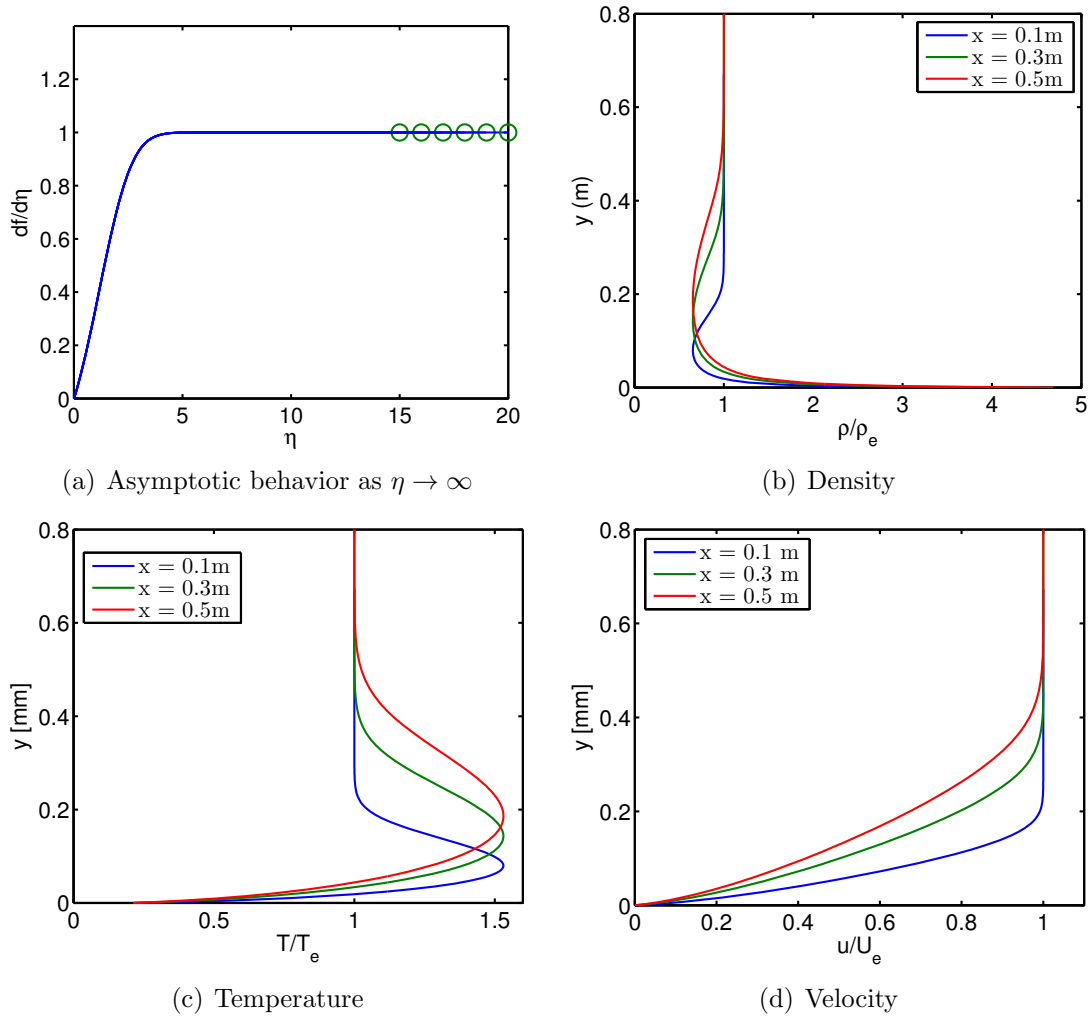 df/dη
1.2
1
0.8
0.6
0.4
0.2
0
0 5 10 15 20
η
(a) Asymptotic behavior as η → ∞
y (m)
0.8
0.6
0.4
0.2
0
0 1 2 3 4 5
ρ/ρ_e
x = 0.1m
x = 0.3m
x = 0.5m
(b) Density
y [mm]
0.8
0.6
0.4
0.2
0
0 0.5 1 1.5
T/T_e
x = 0.1m
x = 0.3m
x = 0.5m
(c) Temperature
y [mm]
0.8
0.6
0.4
0.2
0
0 0.2 0.4 0.6 0.8 1
u/U_e
x = 0.1 m
x = 0.3 m
x = 0.5 m
(d) Velocity